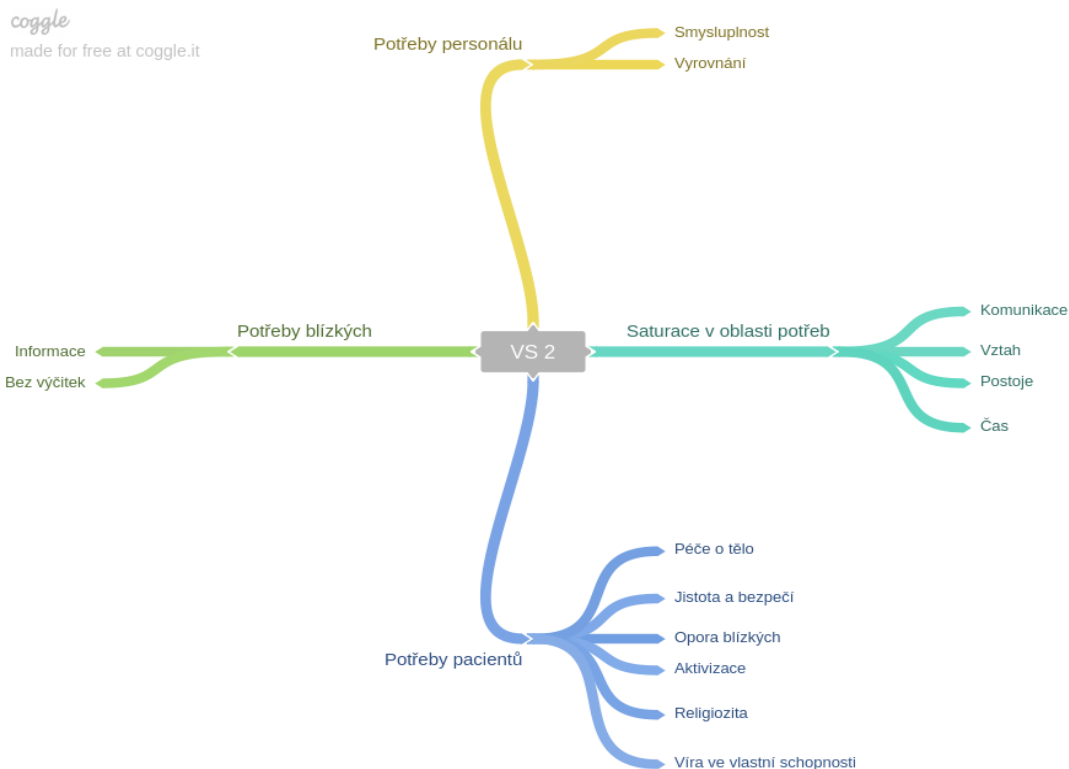 coggle
made for free at coggle.it
Potřeby personálu
Smysluplnost
Vyrovnání
Potřeby blízkých
Informace
Bez výčitek
VS 2
Saturace v oblasti potřeb
Komunikace
Vztah
Postoje
Čas
Potřeby pacientů
Péče o tělo
Jistota a bezpečí
Opora blízkých
Aktivizace
Religiozita
Víra ve vlastní schopnosti